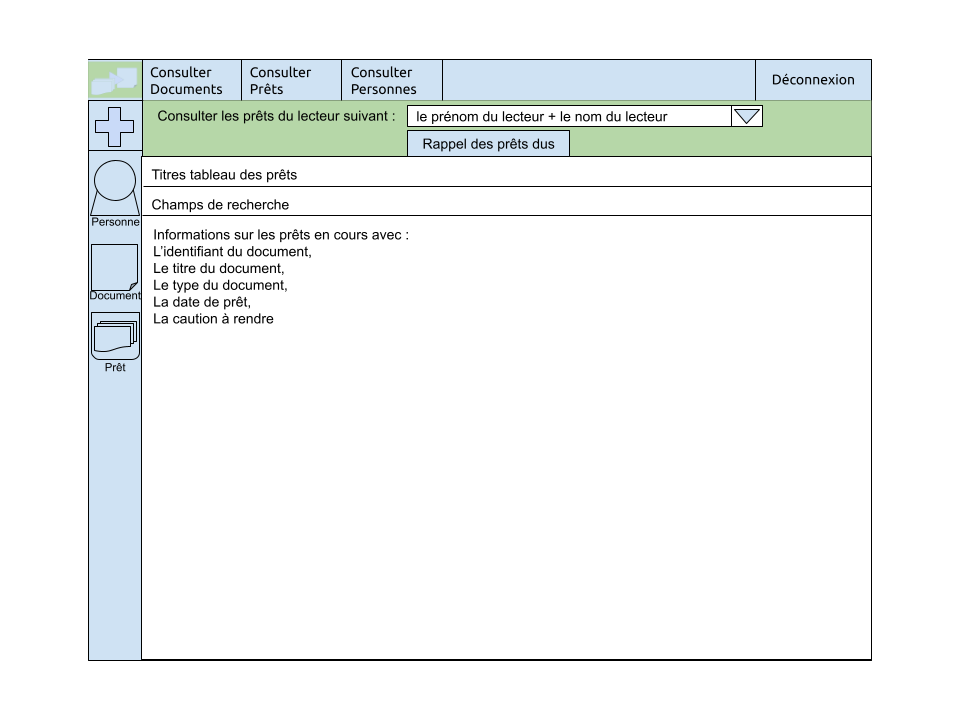 Consulter
Documents
Consulter
Prêts
Consulter
Personnes
Déconnexion
Consulter les prêts du lecteur suivant :
le prénom du lecteur + le nom du lecteur
Rappel des prêts dus
Personne
Document
Prêt
Titres tableau des prêts
Champs de recherche
Informations sur les prêts en cours avec :
L'identifiant du document,
Le titre du document,
Le type du document,
La date de prêt,
La caution à rendre